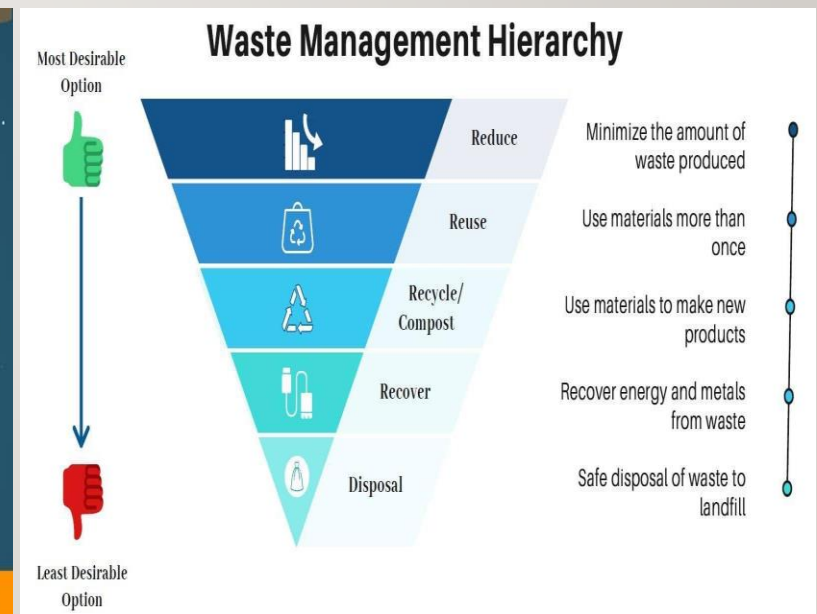 Waste Management Hierarchy
Most Desirable
Option
Reduce
Minimize the amount of
waste produced
Reuse
Use materials more than
once
Recycle/
Compost
Use materials to make new
products
Recover
Recover energy and metals
from waste
Disposal
Safe disposal of waste to
landfill
Least Desirable
Option